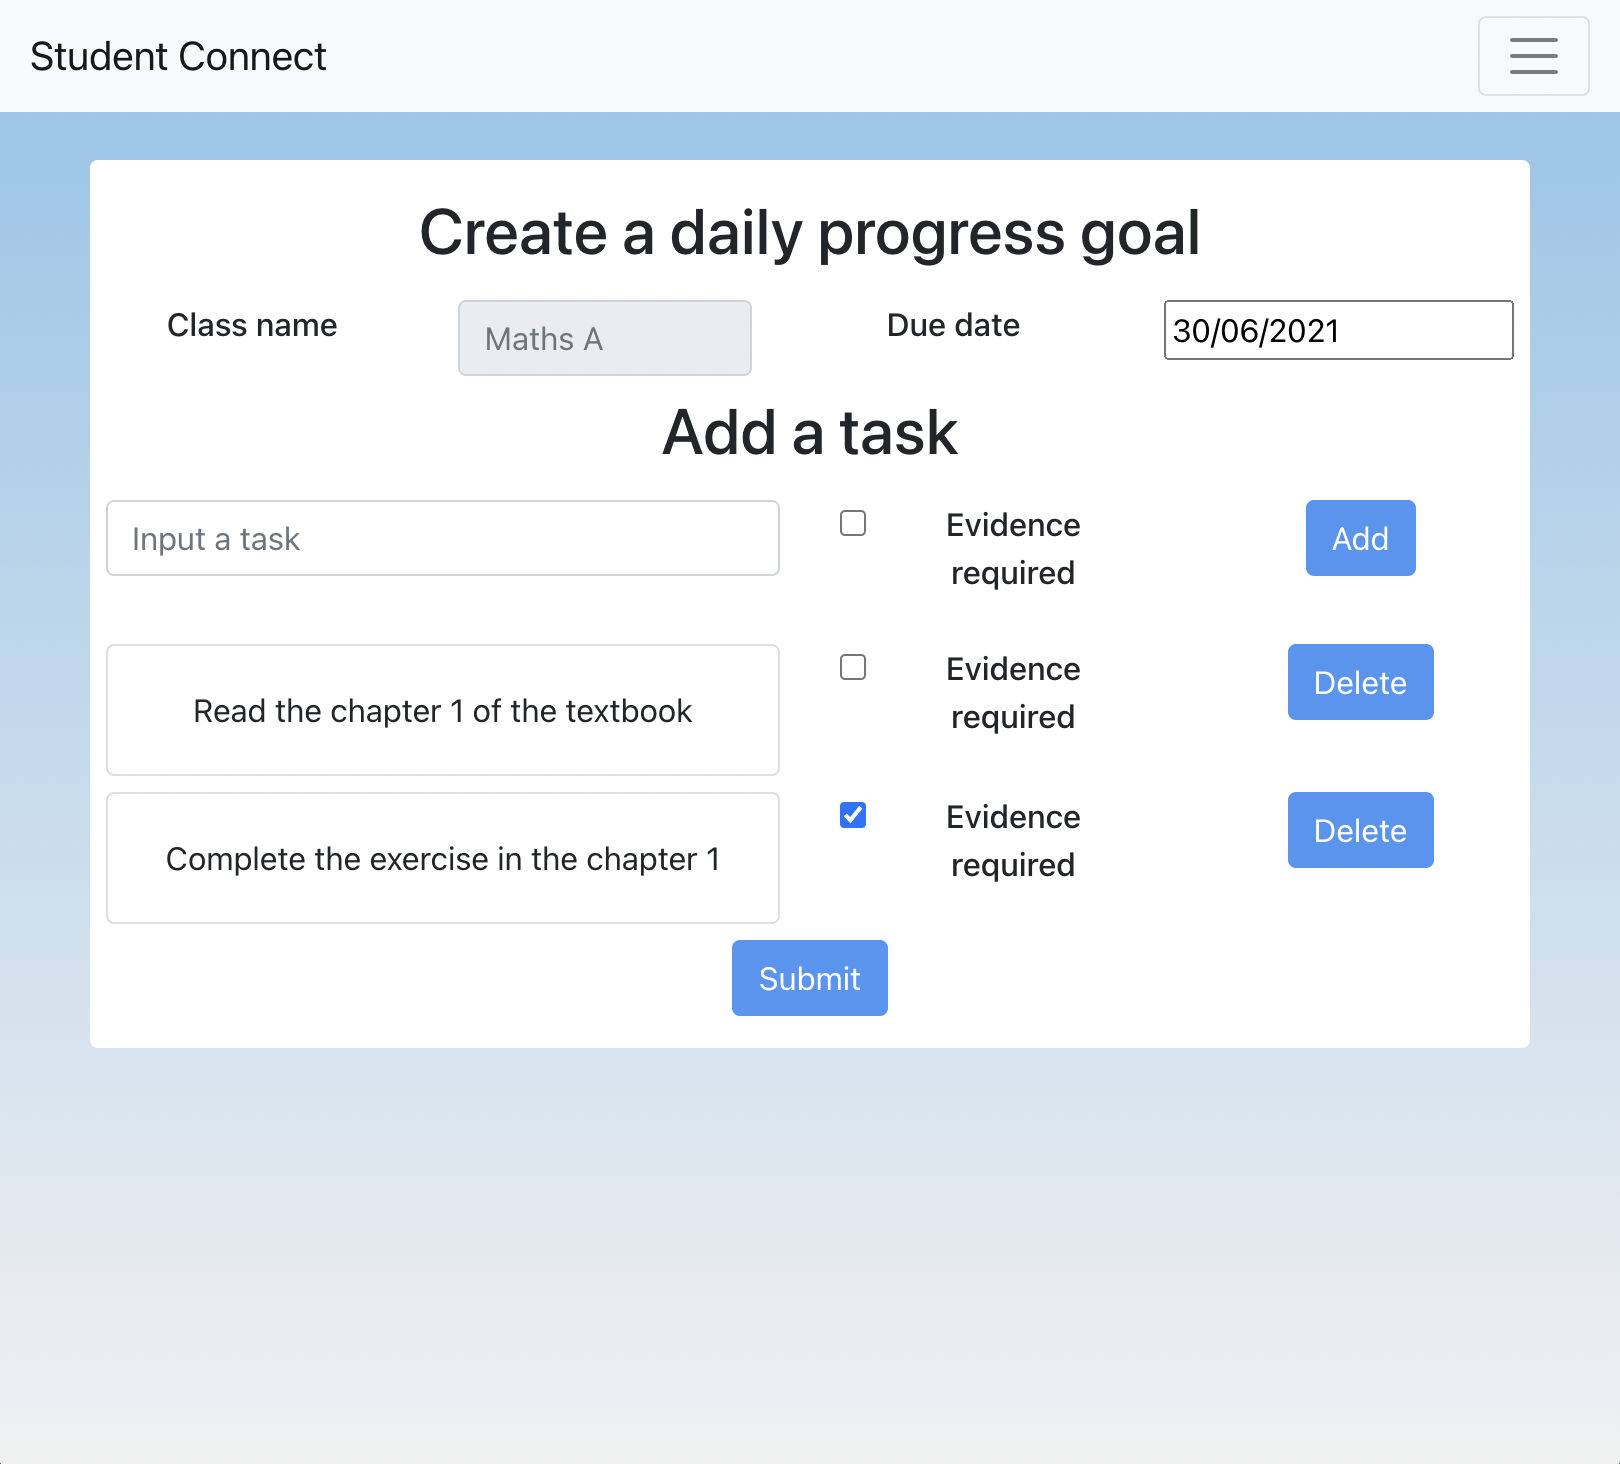 Student Connect
Create a daily progress goal
Class name
Maths A
Due date
30/06/2021
Add a task
Input a task
Evidence
required
Add
Read the chapter 1 of the textbook
Evidence
required
Delete
Complete the exercise in the chapter 1
Evidence
required
Delete
Submit